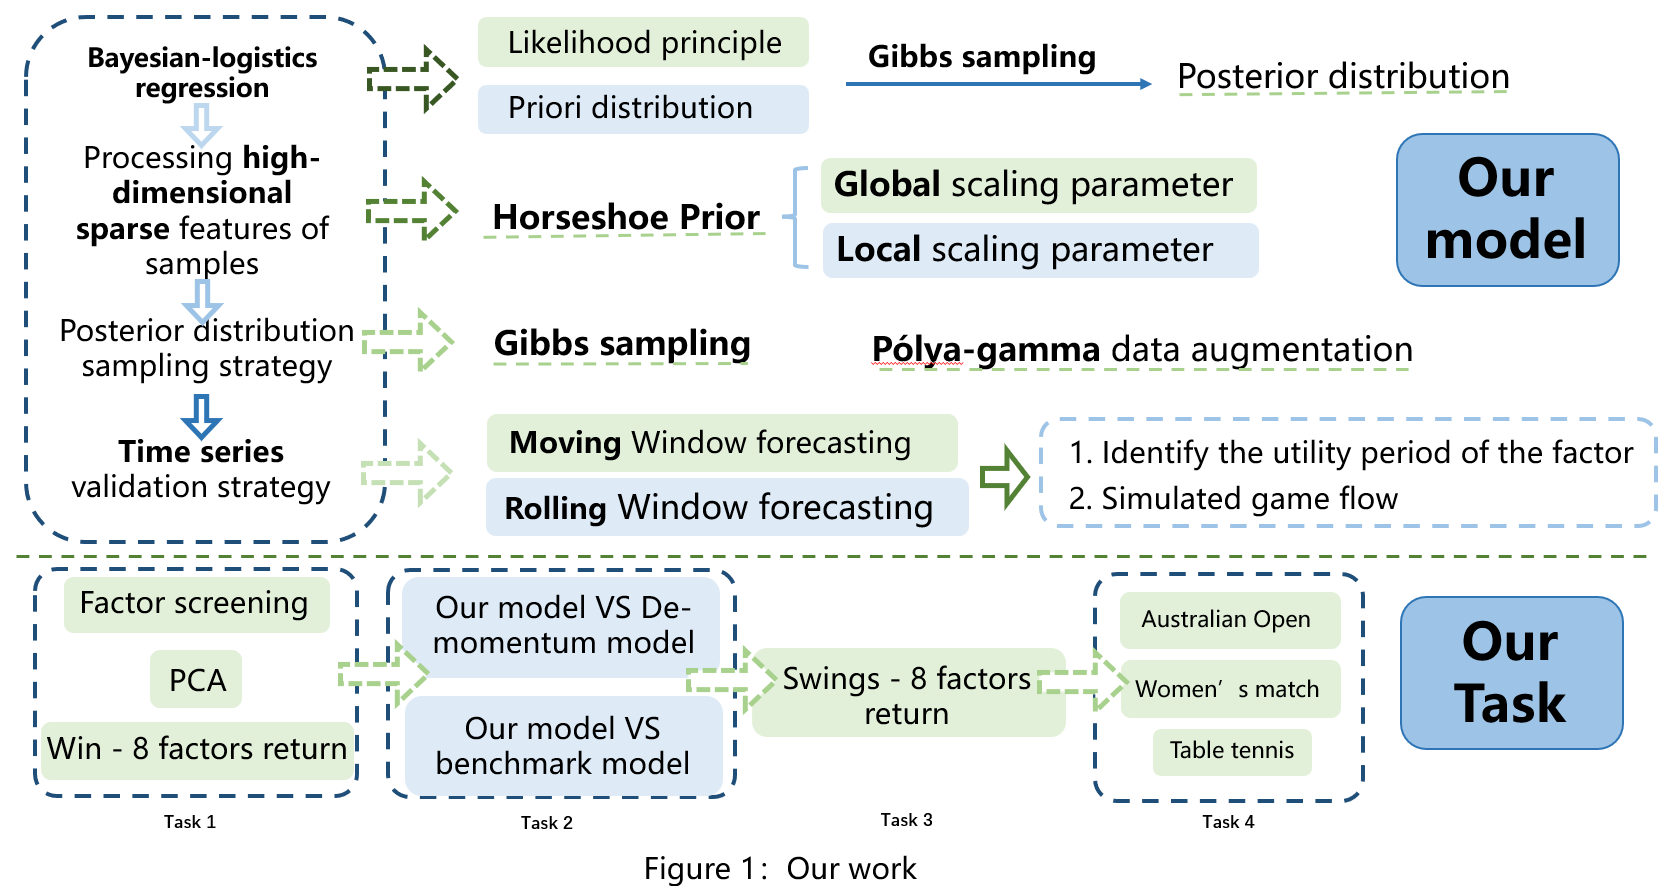 Bayesian-logistics
regression
Processing high-
dimensional
sparse features of
samples
Posterior distribution
sampling strategy
Time series
validation strategy
Likelihood principle
Priori distribution
Gibbs sampling
Posterior distribution
Horseshoe Prior
Global scaling parameter
Local scaling parameter
Our
model
Gibbs sampling
Pólya-gamma data augmentation
Moving Window forecasting
Rolling Window forecasting
1. Identify the utility period of the factor
2. Simulated game flow
Factor screening
PCA
Win - 8 factors return
Task 1
Our model VS De-
momentum model
Our model VS
benchmark model
Task 2
Swings - 8 factors
return
Task 3
Australian Open
Women’s match
Table tennis
Task 4
Our
Task
Figure 1：Our work